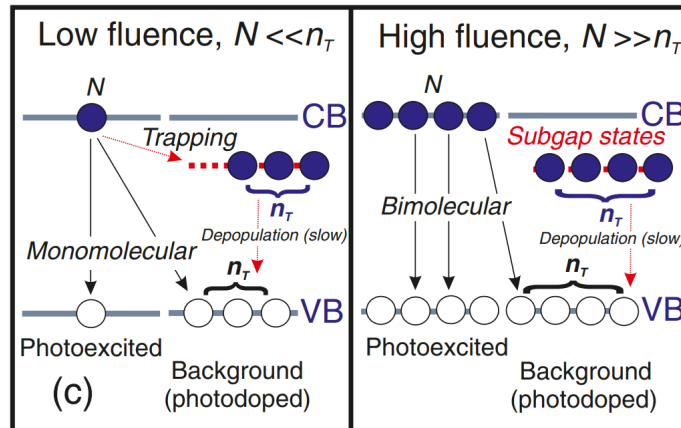 Low fluence, N <<n_T
N
CB
Trapping
n_T
Depopulation (slow)
Monomolecular
n_T
VB
Photoexcited
Background
(photodoped)
(c)
High fluence, N >>n_T
N
CB
Subgap states
n_T
Bimolecular
Depopulation (slow)
n_T
VB
Photoexcited
Background
(photodoped)